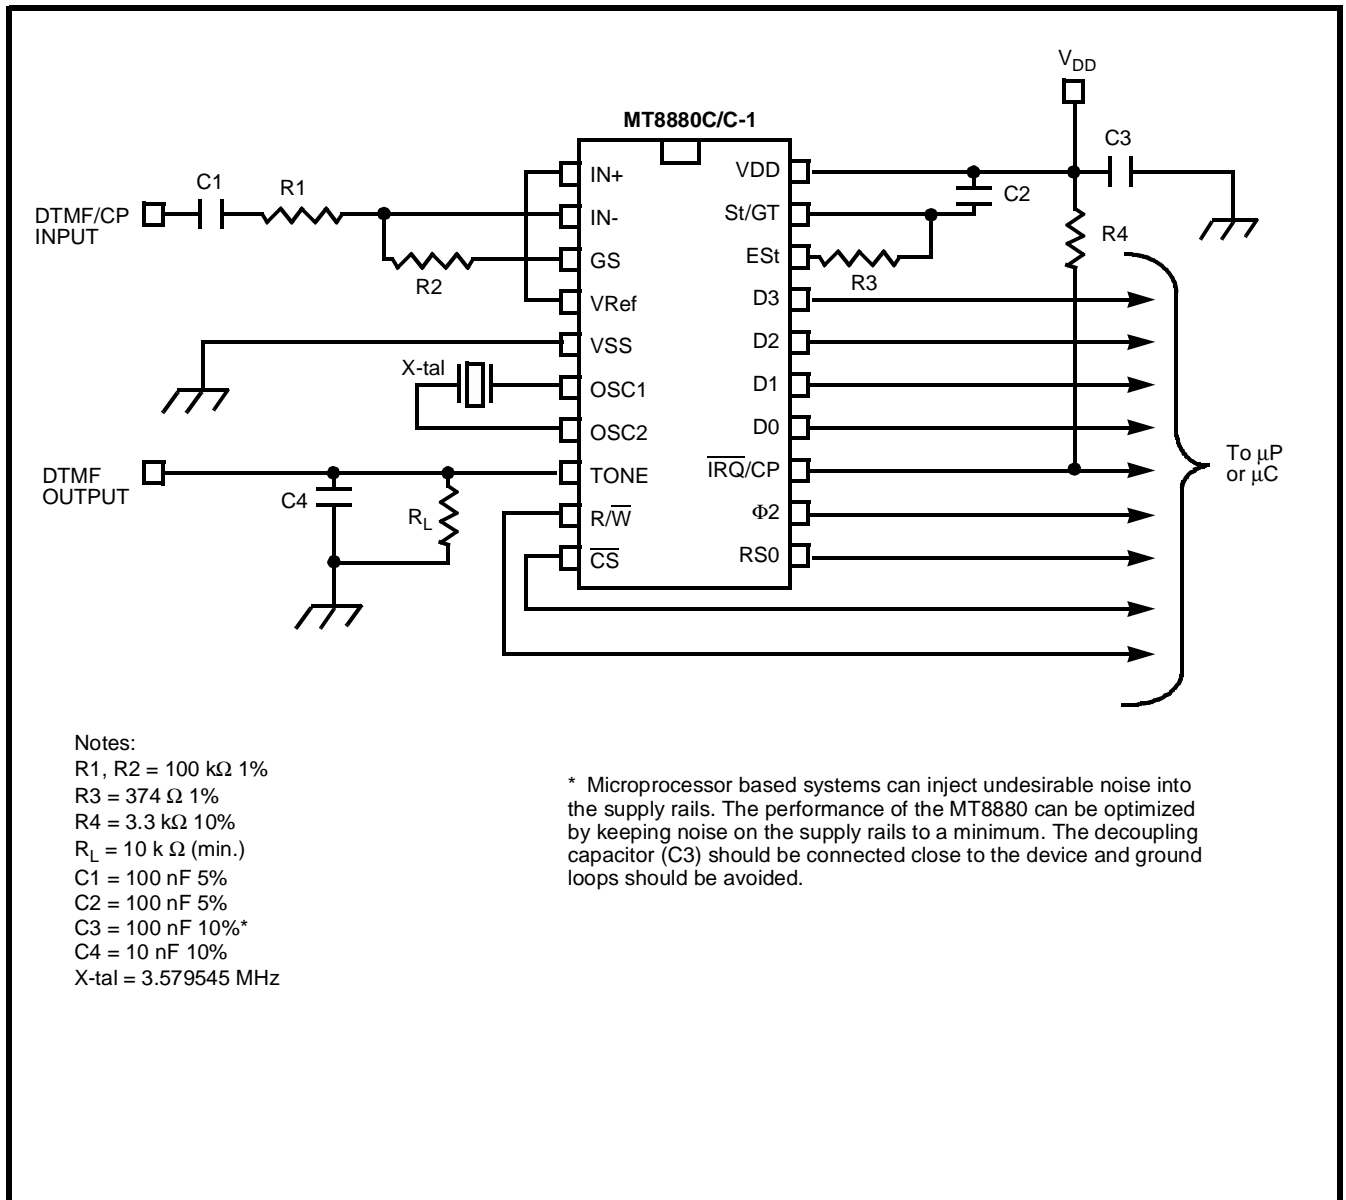 V_DD
MT8880C/C-1
C3
C1
R1
IN+
VDD
C2
DTMF/CP
INPUT
IN-
St/GT
R4
R2
GS
ESt
R3
VRef
D3
VSS
D2
X-tal
OSC1
D1
OSC2
D0
DTMF
OUTPUT
TONE
I̅R̅Q̅/CP
To μP
or μC
C4
R_L
R/W̅
Φ2
C̅S̅
RS0
Notes:
R1, R2 = 100 kΩ 1%
R3 = 374 Ω 1%
R4 = 3.3 kΩ 10%
R_L = 10 k Ω (min.)
C1 = 100 nF 5%
C2 = 100 nF 5%
C3 = 100 nF 10%*
C4 = 10 nF 10%
X-tal = 3.579545 MHz
* Microprocessor based systems can inject undesirable noise into
the supply rails. The performance of the MT8880 can be optimized
by keeping noise on the supply rails to a minimum. The decoupling
capacitor (C3) should be connected close to the device and ground
loops should be avoided.